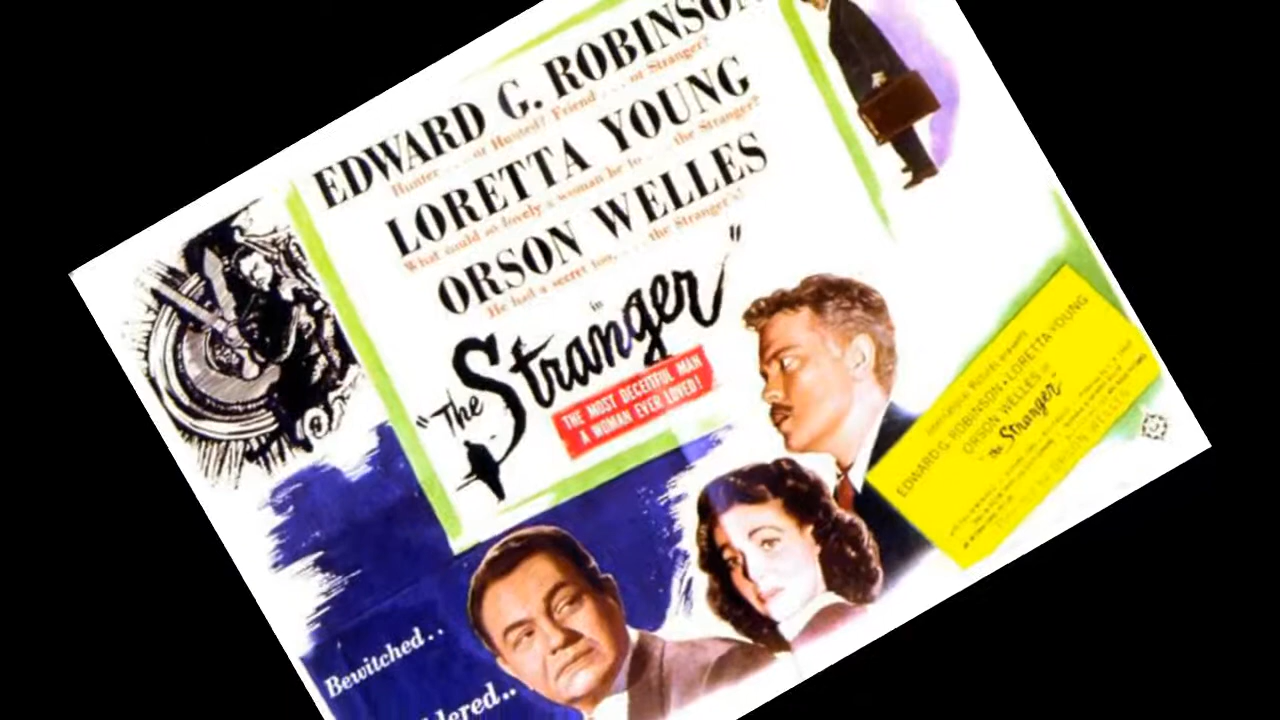 EDWARD G. ROBINSON
Hunter ... or Hunted? Friend ... or Stranger?
LORETTA YOUNG
What could so lovely a woman be to ... the Stranger?
ORSON WELLES
He had a secret too, ... the Stranger's!
in
"The Stranger"
THE MOST DECEITFUL MAN
A WOMAN EVER LOVED!
EDWARD G. ROBINSON • LORETTA YOUNG
ORSON WELLES in
the Stranger"
Bewitched..